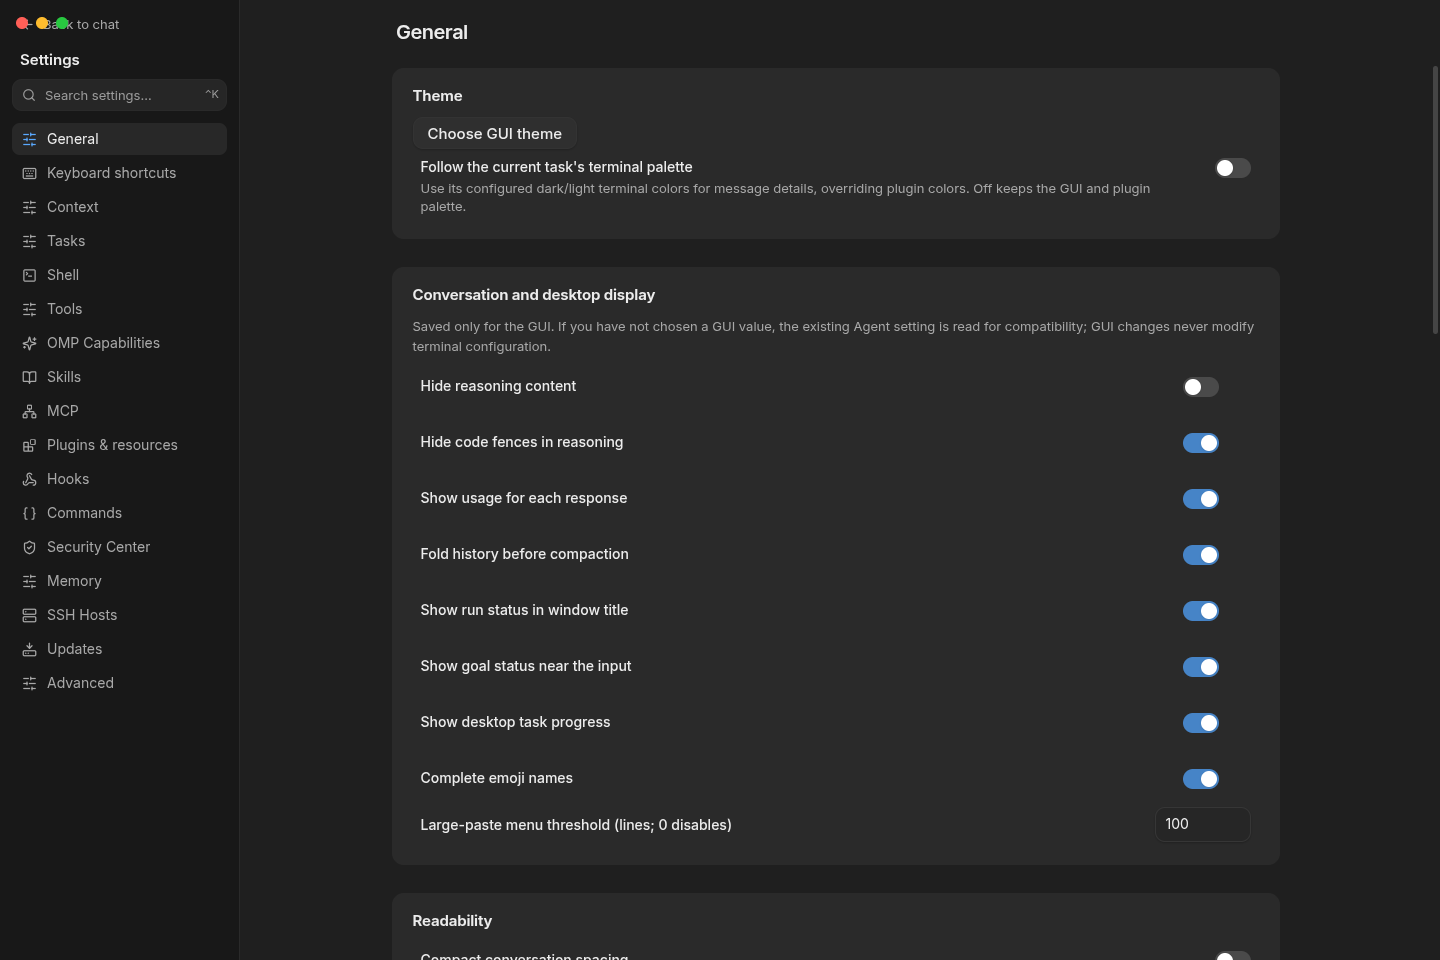 Back to chat
Settings
Search settings...
^K
General
Keyboard shortcuts
Context
Tasks
Shell
Tools
OMP Capabilities
Skills
MCP
Plugins & resources
Hooks
Commands
Security Center
Memory
SSH Hosts
Updates
Advanced
General
Theme
Choose GUI theme
Follow the current task's terminal palette
Use its configured dark/light terminal colors for message details, overriding plugin colors. Off keeps the GUI and plugin
palette.
Conversation and desktop display
Saved only for the GUI. If you have not chosen a GUI value, the existing Agent setting is read for compatibility; GUI changes never modify
terminal configuration.
Hide reasoning content
Hide code fences in reasoning
Show usage for each response
Fold history before compaction
Show run status in window title
Show goal status near the input
Show desktop task progress
Complete emoji names
Large-paste menu threshold (lines; 0 disables)
100
Readability
Compact conversation spacing